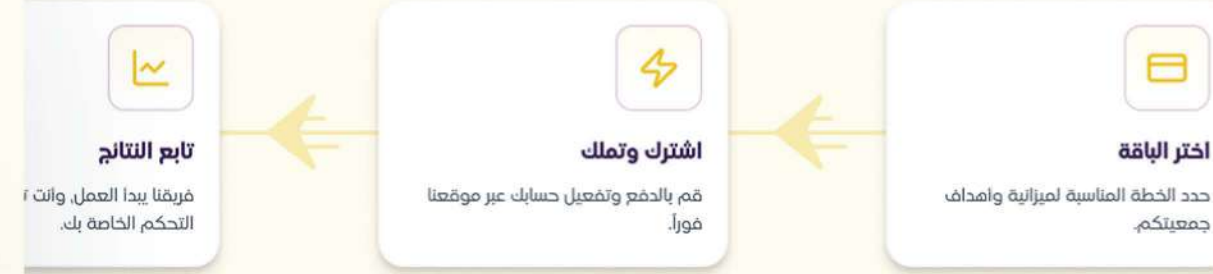 اختر الباقة
حدد الخطة المناسبة لميزانية واهداف
جمعيتكم.
اشترك وتملك
قم بالدفع وتفعيل حسابك عبر موقعنا
فوراً.
تابع النتائج
فريقنا يبدأ العمل, وانت
التحكم الخاصة بك.